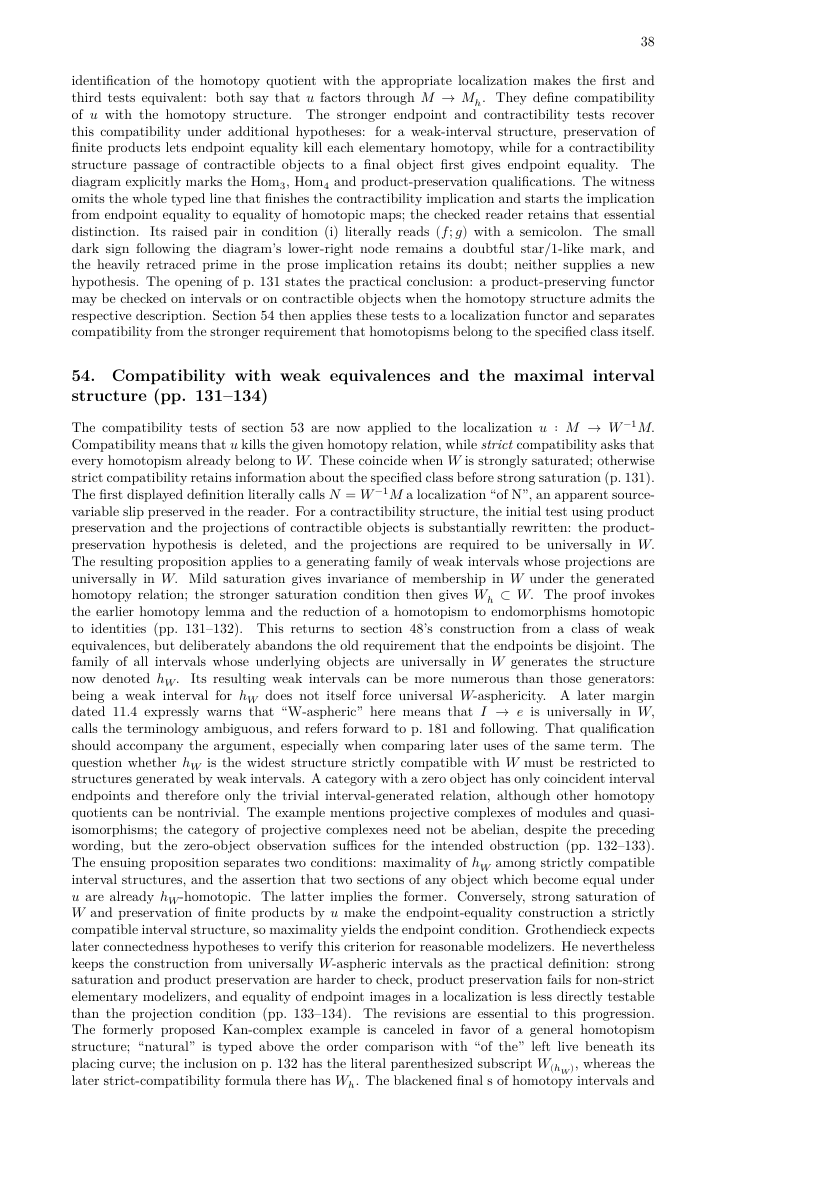 38
identification of the homotopy quotient with the appropriate localization makes the first and
third tests equivalent: both say that u factors through M → M_h. They define compatibility
of u with the homotopy structure. The stronger endpoint and contractibility tests recover
this compatibility under additional hypotheses: for a weak-interval structure, preservation of
finite products lets endpoint equality kill each elementary homotopy, while for a contractibility
structure passage of contractible objects to a final object first gives endpoint equality. The
diagram explicitly marks the Hom₃, Hom₄ and product-preservation qualifications. The witness
omits the whole typed line that finishes the contractibility implication and starts the implication
from endpoint equality to equality of homotopic maps; the checked reader retains that essential
distinction. Its raised pair in condition (i) literally reads (f; g) with a semicolon. The small
dark sign following the diagram's lower-right node remains a doubtful star/1-like mark, and
the heavily retraced prime in the prose implication retains its doubt; neither supplies a new
hypothesis. The opening of p. 131 states the practical conclusion: a product-preserving functor
may be checked on intervals or on contractible objects when the homotopy structure admits the
respective description. Section 54 then applies these tests to a localization functor and separates
compatibility from the stronger requirement that homotopisms belong to the specified class itself.
54. Compatibility with weak equivalences and the maximal interval
structure (pp. 131–134)
The compatibility tests of section 53 are now applied to the localization u : M → W⁻¹M.
Compatibility means that u kills the given homotopy relation, while strict compatibility asks that
every homotopism already belong to W. These coincide when W is strongly saturated; otherwise
strict compatibility retains information about the specified class before strong saturation (p. 131).
The first displayed definition literally calls N = W⁻¹M a localization “of N”, an apparent source-
variable slip preserved in the reader. For a contractibility structure, the initial test using product
preservation and the projections of contractible objects is substantially rewritten: the product-
preservation hypothesis is deleted, and the projections are required to be universally in W.
The resulting proposition applies to a generating family of weak intervals whose projections are
universally in W. Mild saturation gives invariance of membership in W under the generated
homotopy relation; the stronger saturation condition then gives W_h ⊂ W. The proof invokes
the earlier homotopy lemma and the reduction of a homotopism to endomorphisms homotopic
to identities (pp. 131–132). This returns to section 48's construction from a class of weak
equivalences, but deliberately abandons the old requirement that the endpoints be disjoint. The
family of all intervals whose underlying objects are universally in W generates the structure
now denoted h_W. Its resulting weak intervals can be more numerous than those generators:
being a weak interval for h_W does not itself force universal W-asphericity. A later margin
dated 11.4 expressly warns that “W-aspheric” here means that I → e is universally in W,
calls the terminology ambiguous, and refers forward to p. 181 and following. That qualification
should accompany the argument, especially when comparing later uses of the same term. The
question whether h_W is the widest structure strictly compatible with W must be restricted to
structures generated by weak intervals. A category with a zero object has only coincident interval
endpoints and therefore only the trivial interval-generated relation, although other homotopy
quotients can be nontrivial. The example mentions projective complexes of modules and quasi-
isomorphisms; the category of projective complexes need not be abelian, despite the preceding
wording, but the zero-object observation suffices for the intended obstruction (pp. 132–133).
The ensuing proposition separates two conditions: maximality of h_W among strictly compatible
interval structures, and the assertion that two sections of any object which become equal under
u are already h_W-homotopic. The latter implies the former. Conversely, strong saturation of
W and preservation of finite products by u make the endpoint-equality construction a strictly
compatible interval structure, so maximality yields the endpoint condition. Grothendieck expects
later connectedness hypotheses to verify this criterion for reasonable modelizers. He nevertheless
keeps the construction from universally W-aspheric intervals as the practical definition: strong
saturation and product preservation are harder to check, product preservation fails for non-strict
elementary modelizers, and equality of endpoint images in a localization is less directly testable
than the projection condition (pp. 133–134). The revisions are essential to this progression.
The formerly proposed Kan-complex example is canceled in favor of a general homotopism
structure; “natural” is typed above the order comparison with “of the” left live beneath its
placing curve; the inclusion on p. 132 has the literal parenthesized subscript W_(h_W), whereas the
later strict-compatibility formula there has W_h. The blackened final s of homotopy intervals and